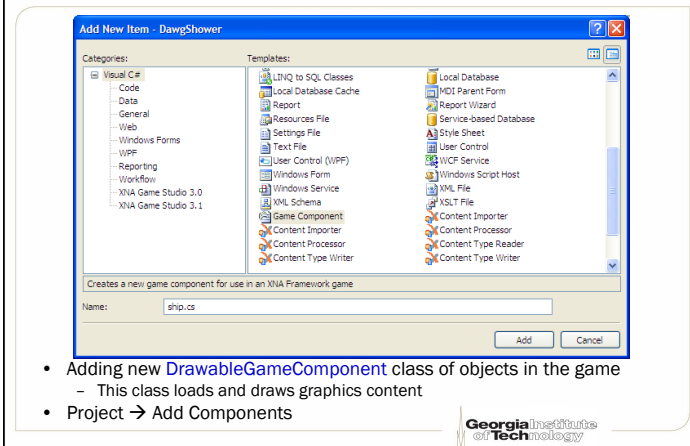 Add New Item - DawgShower
Categories:
Templates:
Visual C#
Code
Data
General
Web
Windows Forms
WPF
Reporting
Workflow
XNA Game Studio 3.0
XNA Game Studio 3.1
LINQ to SQL Classes
Local Database Cache
Report
Resources File
Settings File
Text File
User Control (WPF)
Windows Form
Windows Service
XML Schema
Game Component
Content Importer
Content Processor
Content Type Writer
Local Database
MDI Parent Form
Report Wizard
Service-based Database
Style Sheet
User Control
WCF Service
Windows Script Host
XML File
XSLT File
Content Importer
Content Processor
Content Type Reader
Content Type Writer
Creates a new game component for use in an XNA Framework game
Name:
ship.cs
Add
Cancel
• Adding new DrawableGameComponent class of objects in the game
– This class loads and draws graphics content
• Project → Add Components
Georgia Institute
of Technology